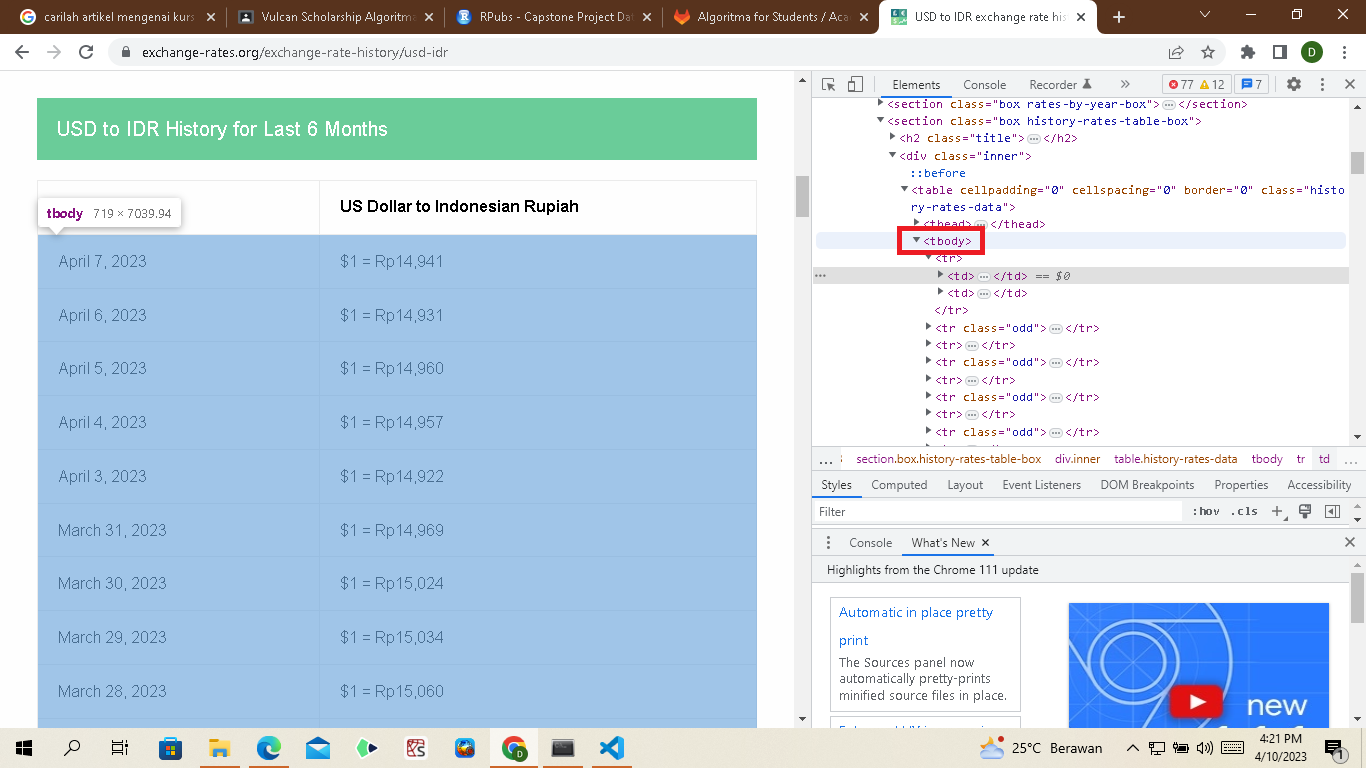 carilah artikel mengenai kurs
Vulcan Scholarship Algoritma
RPubs - Capstone Project Dat
Algoritma for Students / Acad
USD to IDR exchange rate his
exchange-rates.org/exchange-rate-history/usd-idr
D
USD to IDR History for Last 6 Months
tbody 719 × 7039.94
US Dollar to Indonesian Rupiah
April 7, 2023 $1 = Rp14,941
April 6, 2023 $1 = Rp14,931
April 5, 2023 $1 = Rp14,960
April 4, 2023 $1 = Rp14,957
April 3, 2023 $1 = Rp14,922
March 31, 2023 $1 = Rp14,969
March 30, 2023 $1 = Rp15,024
March 29, 2023 $1 = Rp15,034
March 28, 2023 $1 = Rp15,060
Elements Console Recorder » 77 12 7
<section class="box rates-by-year-box">…</section>
<section class="box history-rates-table-box">
<h2 class="title">…</h2>
<div class="inner">
::before
<table cellpadding="0" cellspacing="0" border="0" class="histo
ry-rates-data">
<thead>…</thead>
<tbody>
<tr>
… <td>…</td> == $0
<td>…</td>
</tr>
<tr class="odd">…</tr>
<tr>…</tr>
<tr class="odd">…</tr>
<tr>…</tr>
<tr class="odd">…</tr>
<tr>…</tr>
<tr class="odd">…</tr>
… section.box.history-rates-table-box div.inner table.history-rates-data tbody tr td …
Styles Computed Layout Event Listeners DOM Breakpoints Properties Accessibility
Filter :hov .cls
Console What's New
Highlights from the Chrome 111 update
Automatic in place pretty
print
The Sources panel now
automatically pretty-prints
minified source files in place.
new
25°C Berawan
4:21 PM
4/10/2023
1